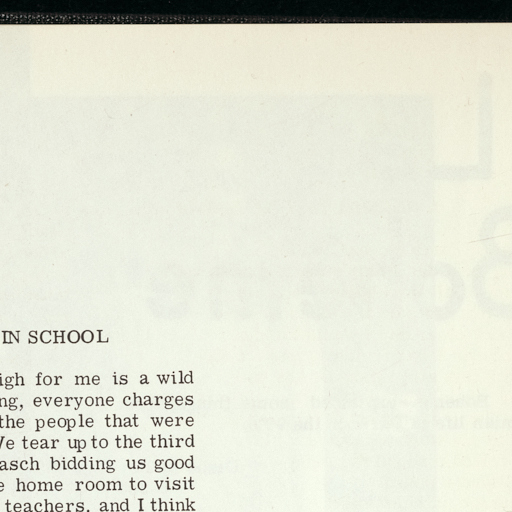 IN SCHOOL
igh for me is a wild
ng, everyone charges
the people that were
We tear up to the third
asch bidding us good
e home room to visit
teachers, and I think